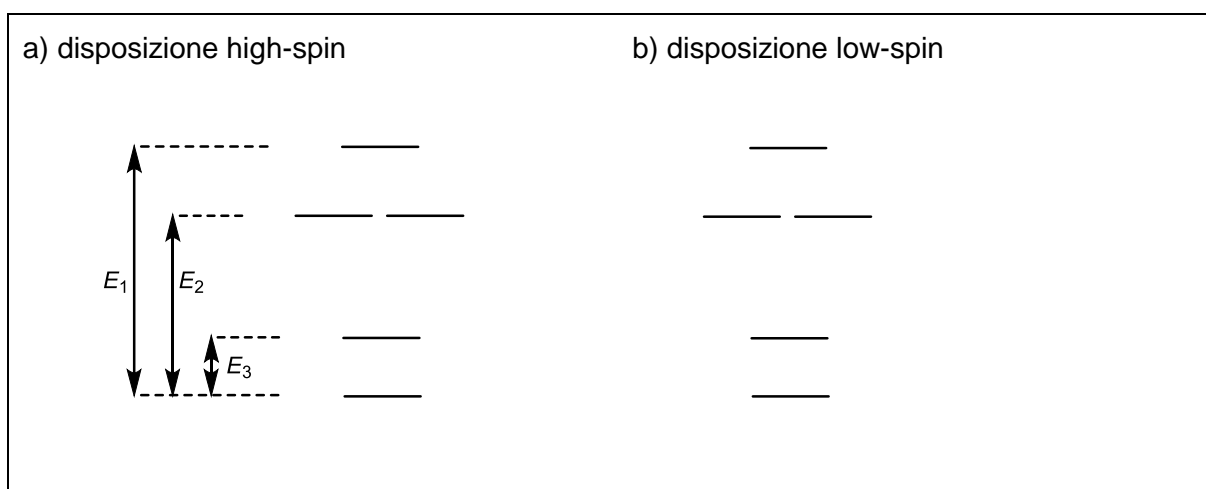 a) disposizione high-spin
b) disposizione low-spin
E1
E2
E3